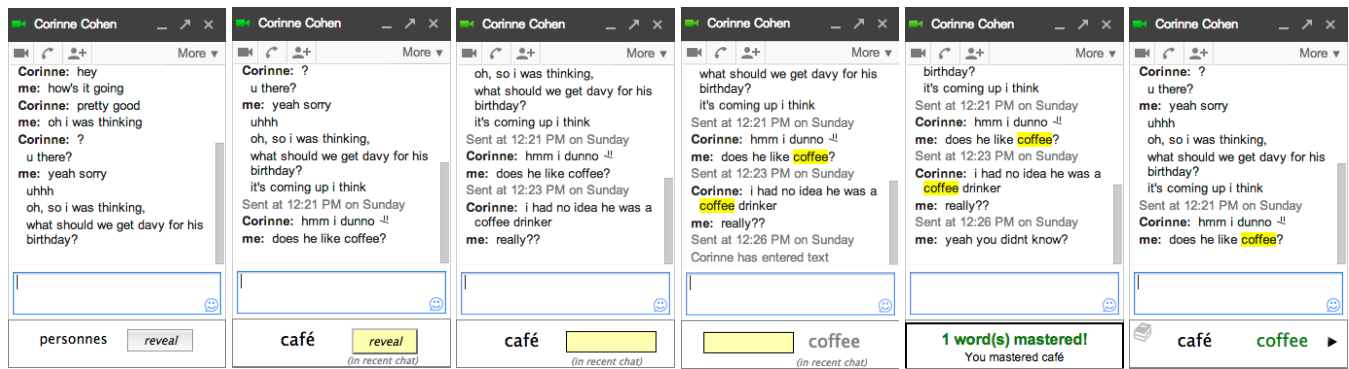 Corinne Cohen
More ▼
Corinne: hey
me: how's it going
Corinne: pretty good
me: oh i was thinking
Corinne: ?
u there?
me: yeah sorry
uhhh
oh, so i was thinking,
what should we get davy for his
birthday?
personnes reveal
Corinne Cohen
More ▼
Corinne: ?
u there?
me: yeah sorry
uhhh
oh, so i was thinking,
what should we get davy for his
birthday?
it's coming up i think
Sent at 12:21 PM on Sunday
Corinne: hmm i dunno
me: does he like coffee?
café reveal
(in recent chat)
Corinne Cohen
More ▼
oh, so i was thinking,
what should we get davy for his
birthday?
it's coming up i think
Sent at 12:21 PM on Sunday
Corinne: hmm i dunno
me: does he like coffee?
Sent at 12:23 PM on Sunday
Corinne: i had no idea he was a
coffee drinker
me: really??
café
(in recent chat)
Corinne Cohen
More ▼
what should we get davy for his
birthday?
it's coming up i think
Sent at 12:21 PM on Sunday
Corinne: hmm i dunno
me: does he like coffee?
Sent at 12:23 PM on Sunday
Corinne: i had no idea he was a
coffee drinker
me: really??
Sent at 12:26 PM on Sunday
Corinne has entered text
coffee
(in recent chat)
Corinne Cohen
More ▼
birthday?
it's coming up i think
Sent at 12:21 PM on Sunday
Corinne: hmm i dunno
me: does he like coffee?
Sent at 12:23 PM on Sunday
Corinne: i had no idea he was a
coffee drinker
me: really??
Sent at 12:26 PM on Sunday
me: yeah you didnt know?
1 word(s) mastered!
You mastered café
Corinne Cohen
More ▼
Corinne: ?
u there?
me: yeah sorry
uhhh
oh, so i was thinking,
what should we get davy for his
birthday?
it's coming up i think
Sent at 12:21 PM on Sunday
Corinne: hmm i dunno
me: does he like coffee?
café coffee